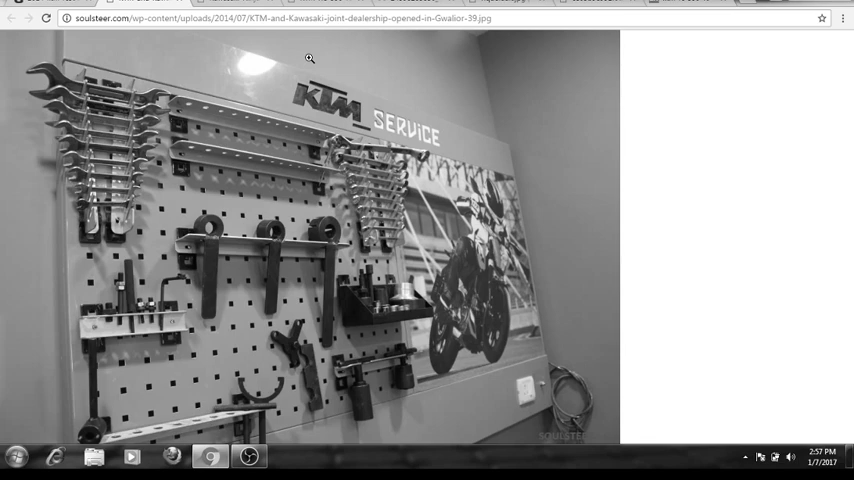 soulsteer.com/wp-content/uploads/2014/07/KTM-and-Kawasaki-joint-dealership-opened-in-Gwalior-39.jpg
KTM SERVICE
2:57 PM
1/7/2017